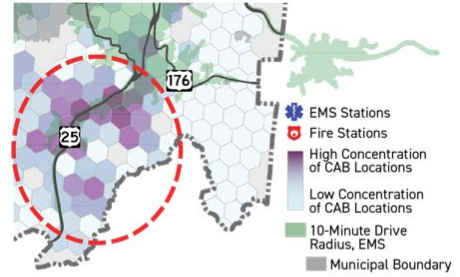 176
25
EMS Stations
Fire Stations
High Concentration
of CAB Locations
Low Concentration
of CAB Locations
10-Minute Drive
Radius, EMS
Municipal Boundary